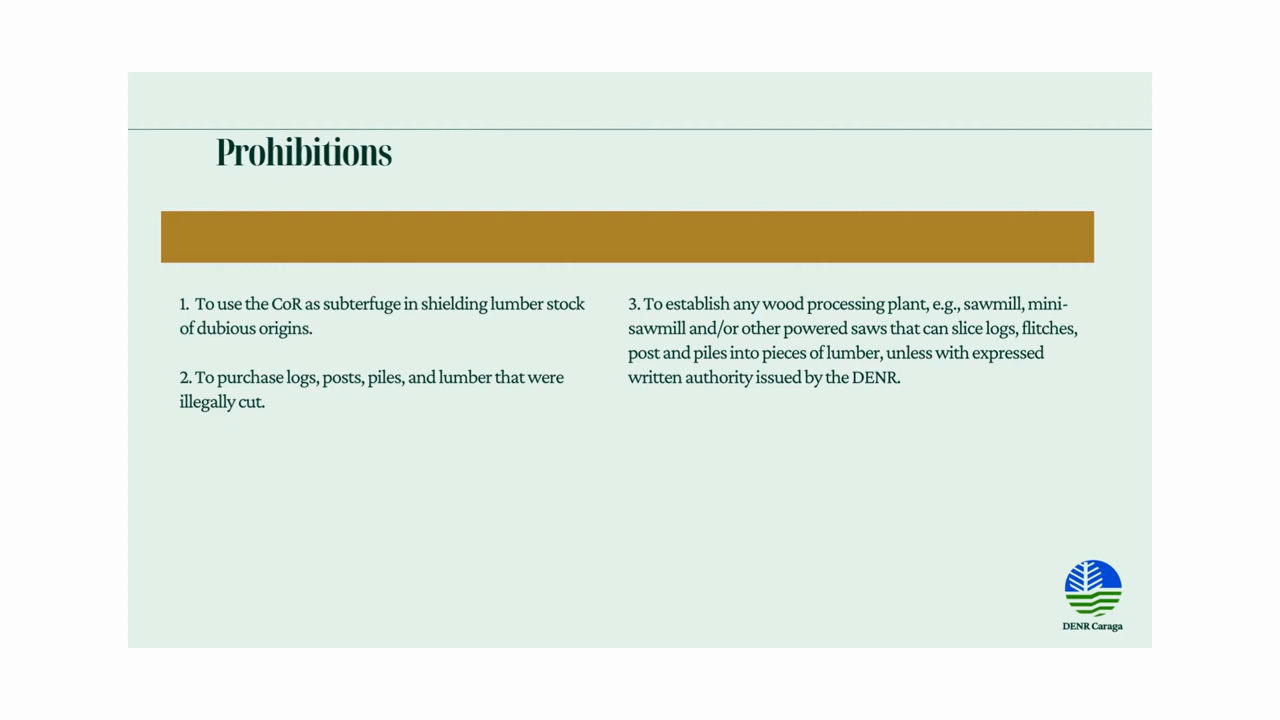 Prohibitions
1. To use the CoR as subterfuge in shielding lumber stock
of dubious origins.
2. To purchase logs, posts, piles, and lumber that were
illegally cut.
3. To establish any wood processing plant, e.g., sawmill, mini-
sawmill and/or other powered saws that can slice logs, flitches,
post and piles into pieces of lumber, unless with expressed
written authority issued by the DENR.
DENR Caraga